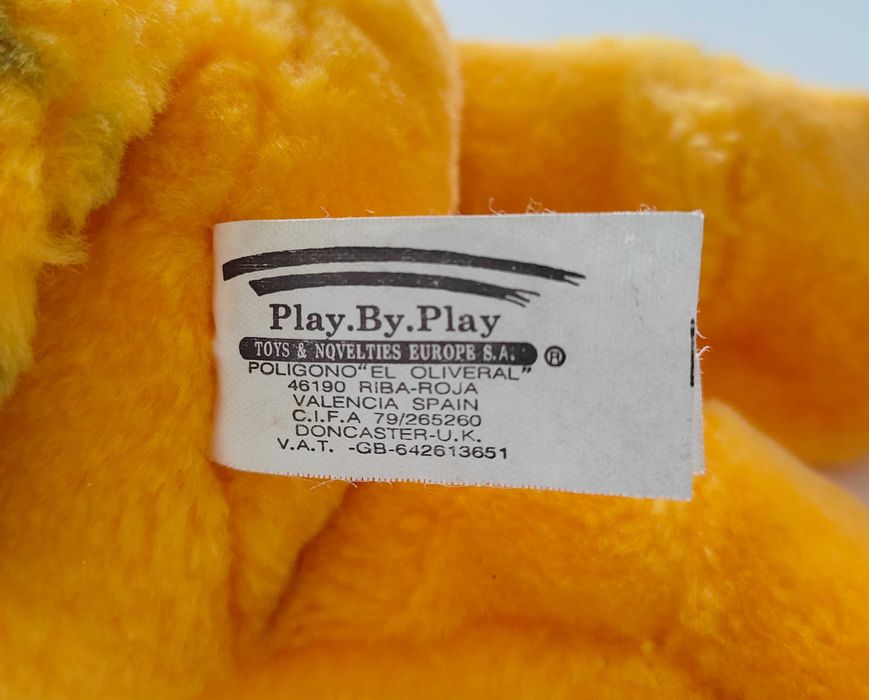 Play.By.Play
TOYS & NOVELTIES EUROPE S.A. ®
POLIGONO "EL OLIVERAL"
46190 RIBA-ROJA
VALENCIA SPAIN
C.I.F.A 79/265260
DONCASTER-U.K.
V.A.T. -GB-642613651